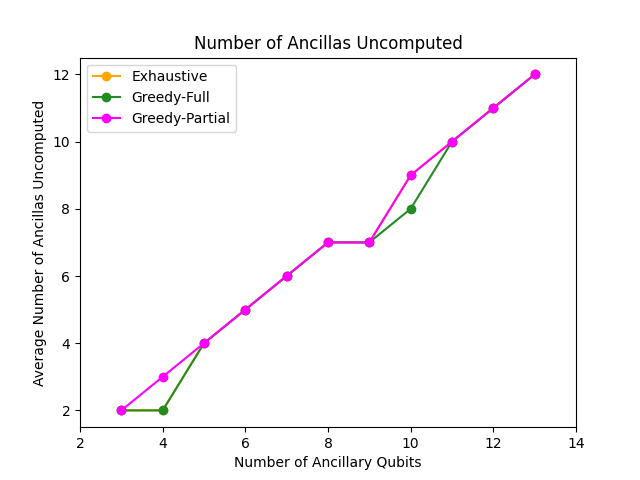 Number of Ancillas Uncomputed
Exhaustive
Greedy-Full
Greedy-Partial
Average Number of Ancillas Uncomputed
12
10
8
6
4
2
2 4 6 8 10 12 14
Number of Ancillary Qubits